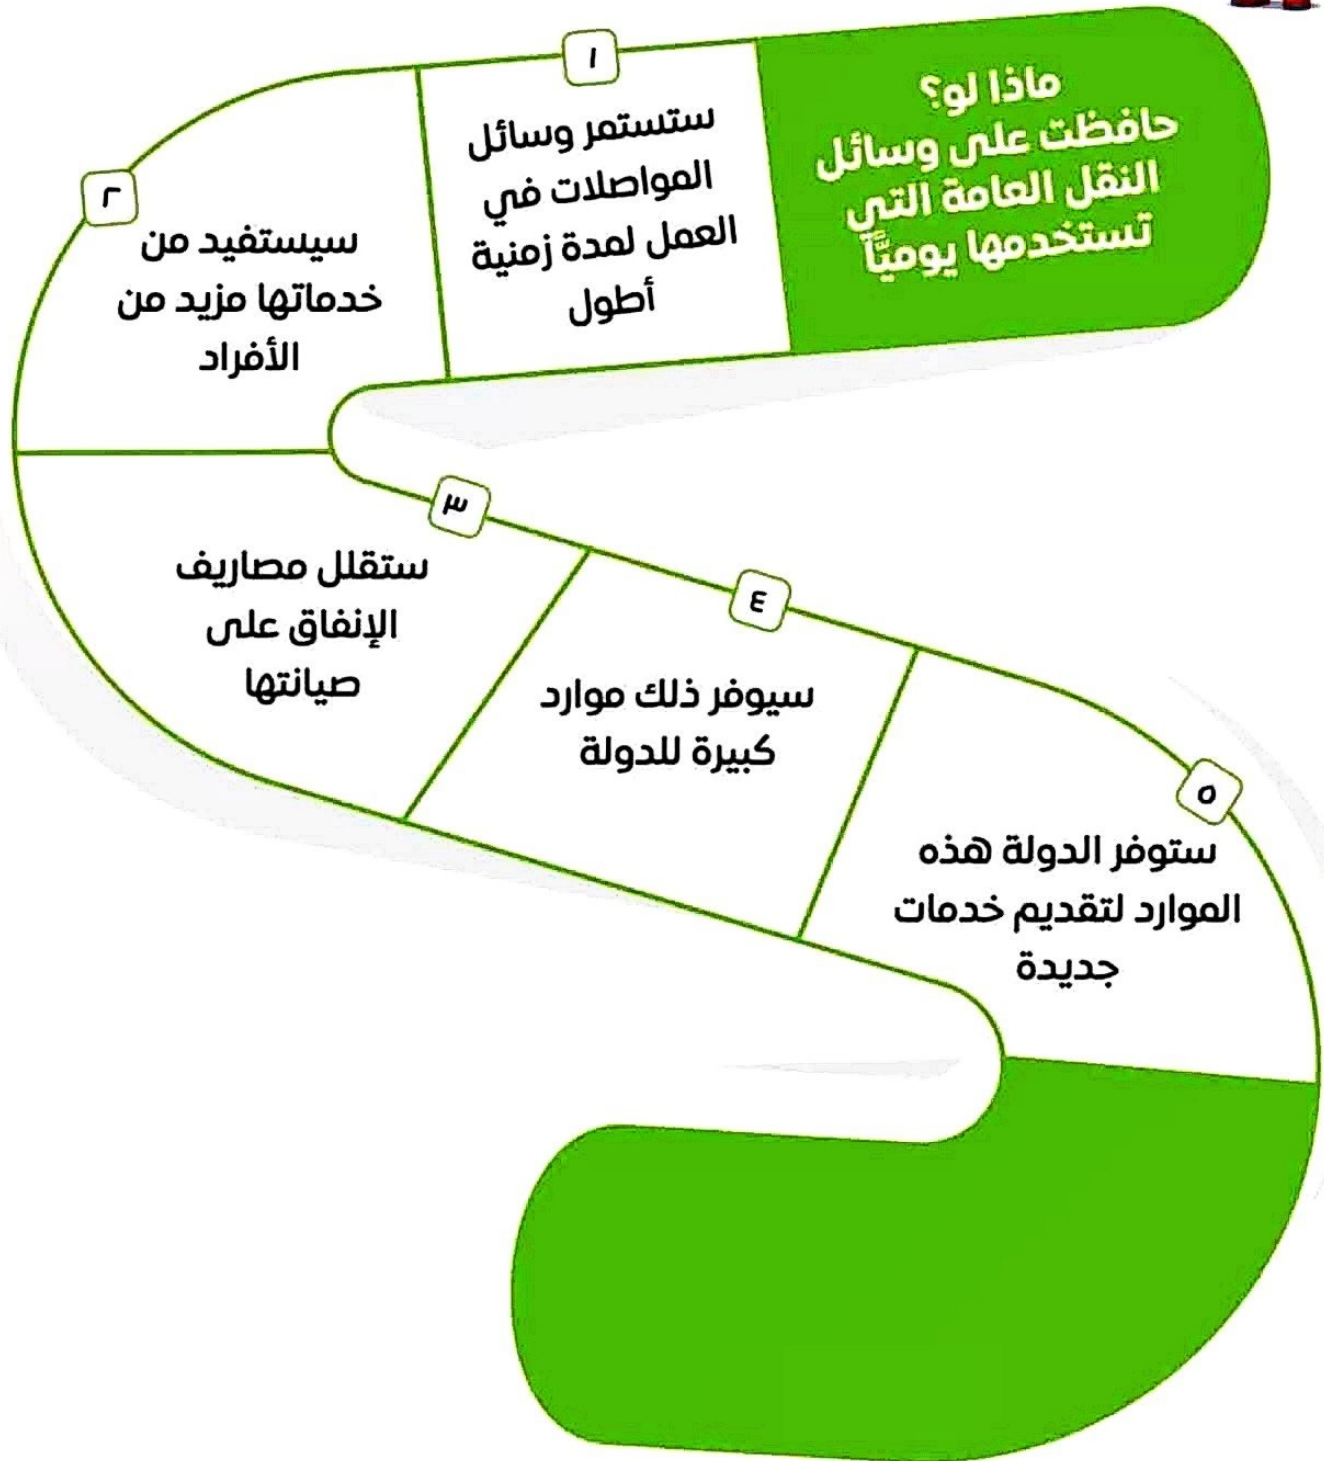 ماذا لو؟
حافظت على وسائل
النقل العامة التي
تستخدمها يوميًّا
١
ستستمر وسائل
المواصلات في
العمل لمدة زمنية
أطول
٢
سيستفيد من
خدماتها مزيد من
الأفراد
٣
ستقلل مصاريف
الإنفاق على
صيانتها
٤
سيوفر ذلك موارد
كبيرة للدولة
٥
ستوفر الدولة هذه
الموارد لتقديم خدمات
جديدة